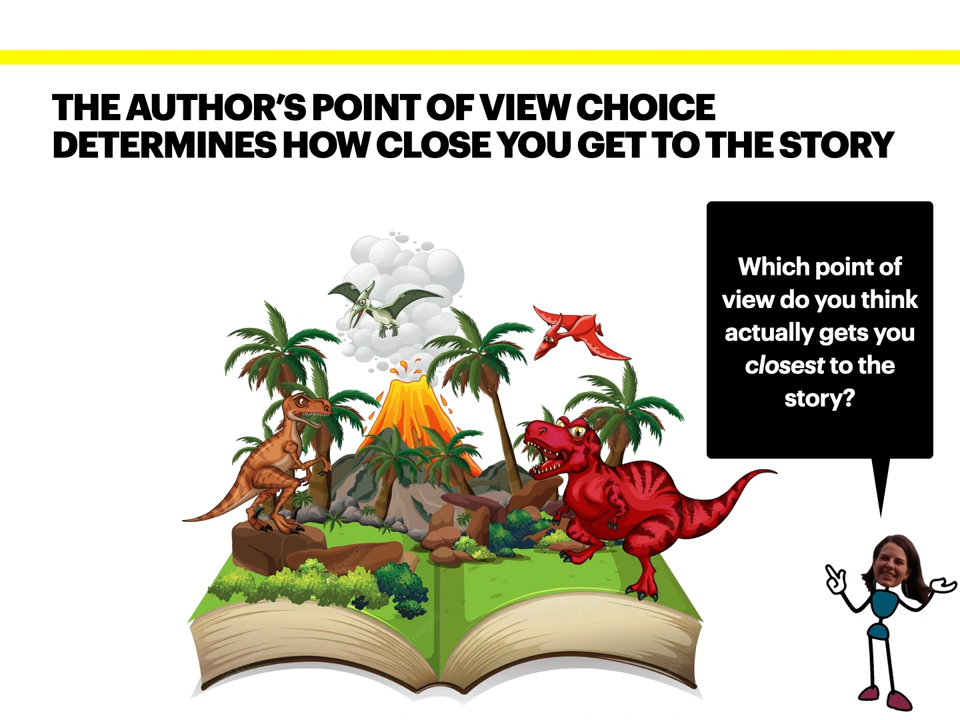 THE AUTHOR'S POINT OF VIEW CHOICE
DETERMINES HOW CLOSE YOU GET TO THE STORY
Which point of
view do you think
actually gets you
closest to the
story?